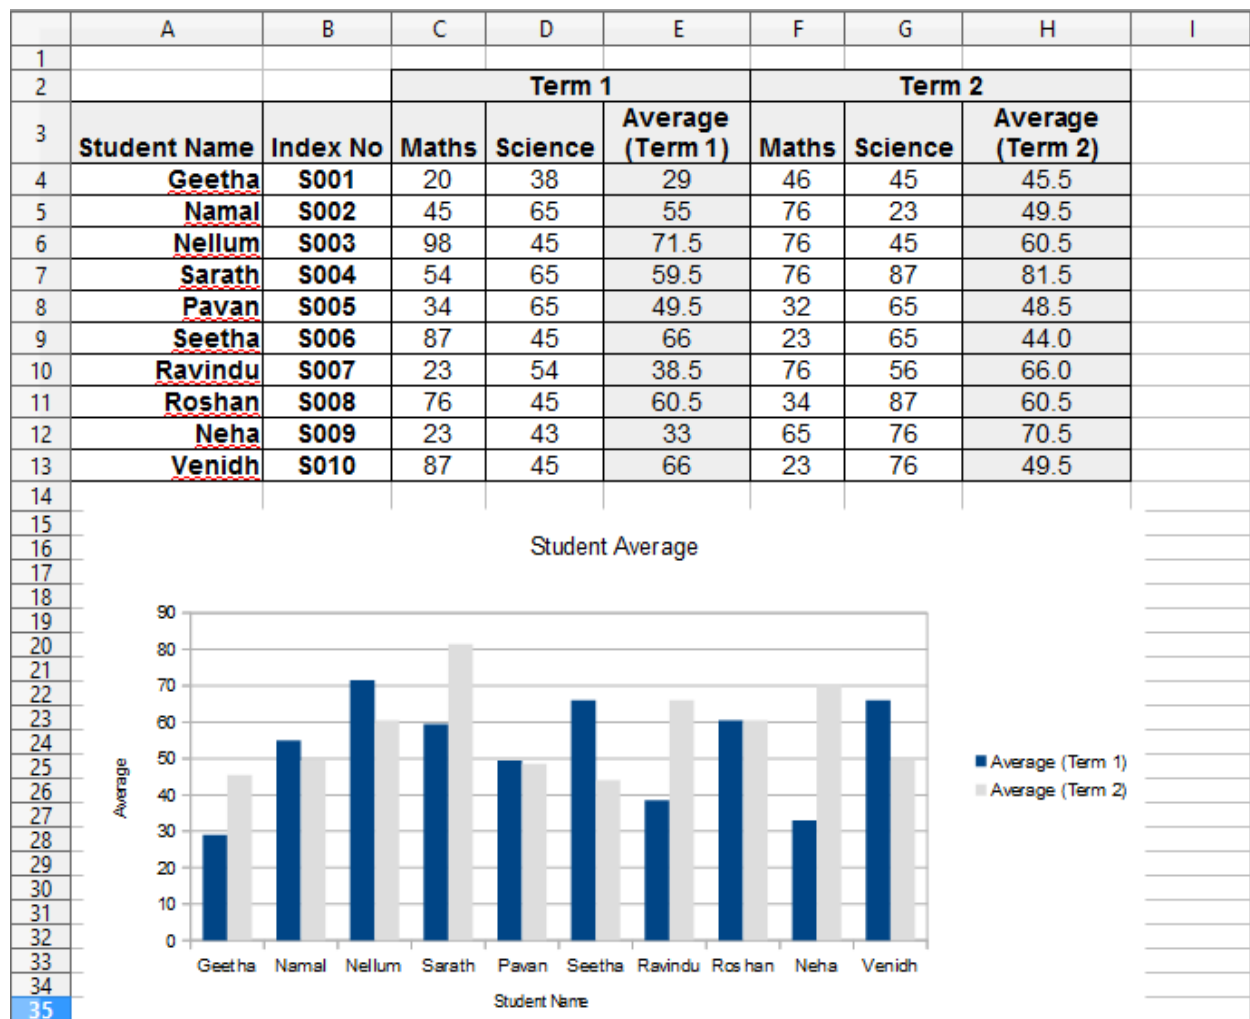 A B C D E F G H I
1
2 Term 1 Term 2
3 Student Name Index No Maths Science Average (Term 1) Maths Science Average (Term 2)
4 Geetha S001 20 38 29 46 45 45.5
5 Namal S002 45 65 55 76 23 49.5
6 Nellum S003 98 45 71.5 76 45 60.5
7 Sarath S004 54 65 59.5 76 87 81.5
8 Pavan S005 34 65 49.5 32 65 48.5
9 Seetha S006 87 45 66 23 65 44.0
10 Ravindu S007 23 54 38.5 76 56 66.0
11 Roshan S008 76 45 60.5 34 87 60.5
12 Neha S009 23 43 33 65 76 70.5
13 Venidh S010 87 45 66 23 76 49.5
14
15
16 Student Average
17
18
19 90
20 80
21
22 70
23 60
24
25 50
26 40
27
28 30
29 20
30
31 10
32 0
33 Geetha Namal Nellum Sarath Pavan Seetha Ravindu Roshan Neha Venidh
34
35 Student Name
Average
Average (Term 1)
Average (Term 2)